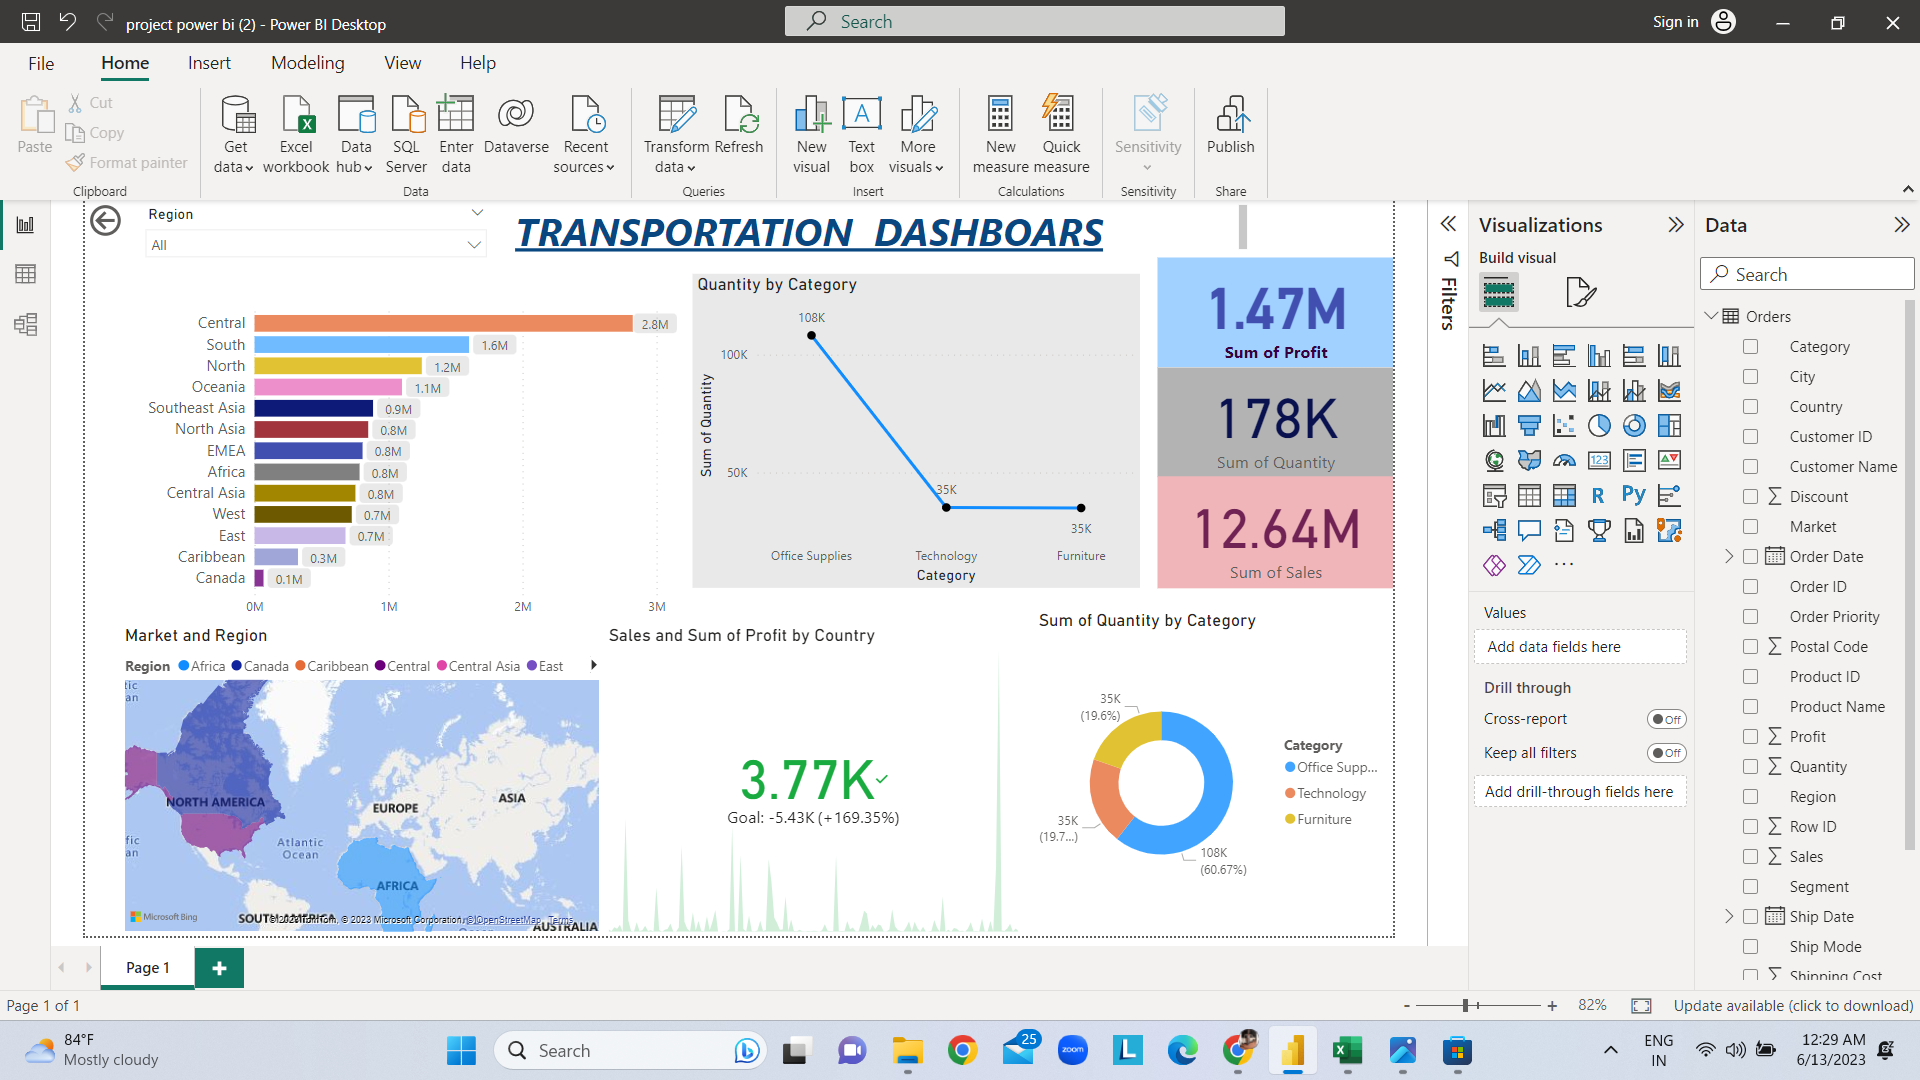 project power bi (2) - Power BI Desktop
Search
Sign in
File
Home
Insert
Modeling
View
Help
Paste
Cut
Copy
Format painter
Clipboard
Get data
Excel workbook
Data hub
SQL Server
Enter data
Dataverse
Recent sources
Data
Transform data
Refresh
Queries
New visual
Text box
More visuals
Insert
New measure
Quick measure
Calculations
Sensitivity
Sensitivity
Publish
Share
Region
All
TRANSPORTATION DASHBOARS
Central 2.8M
South 1.6M
North 1.2M
Oceania 1.1M
Southeast Asia 0.9M
North Asia 0.8M
EMEA 0.8M
Africa 0.8M
Central Asia 0.8M
West 0.7M
East 0.7M
Caribbean 0.3M
Canada 0.1M
0M 1M 2M 3M
Quantity by Category
108K
100K
Sum of Quantity
50K
35K
35K
Office Supplies Technology Furniture
Category
1.47M
Sum of Profit
178K
Sum of Quantity
12.64M
Sum of Sales
Market and Region
Region Africa Canada Caribbean Central Central Asia East
NORTH AMERICA
EUROPE
ASIA
Atlantic
Ocean
AFRICA
SOUTH AMERICA
AUSTRALIA
tic
an
fic
an
Microsoft Bing
© 2023 TomTom, © 2023 Microsoft Corporation, © OpenStreetMap Terms
Sales and Sum of Profit by Country
3.77K
Goal: -5.43K (+169.35%)
Sum of Quantity by Category
35K
(19.6%)
35K
(19.7...)
108K
(60.67%)
Category
Office Supp...
Technology
Furniture
Filters
Visualizations
Build visual
123
R
Py
...
Values
Add data fields here
Drill through
Cross-report
Off
Keep all filters
Off
Add drill-through fields here
Data
Search
Orders
Category
City
Country
Customer ID
Customer Name
Discount
Market
Order Date
Order ID
Order Priority
Postal Code
Product ID
Product Name
Profit
Quantity
Region
Row ID
Sales
Segment
Ship Date
Ship Mode
Shipping Cost
Page 1
Page 1 of 1
- + 82%
Update available (click to download)
84°F
Mostly cloudy
Search
25
zoom
L
ENG
IN
12:29 AM
6/13/2023